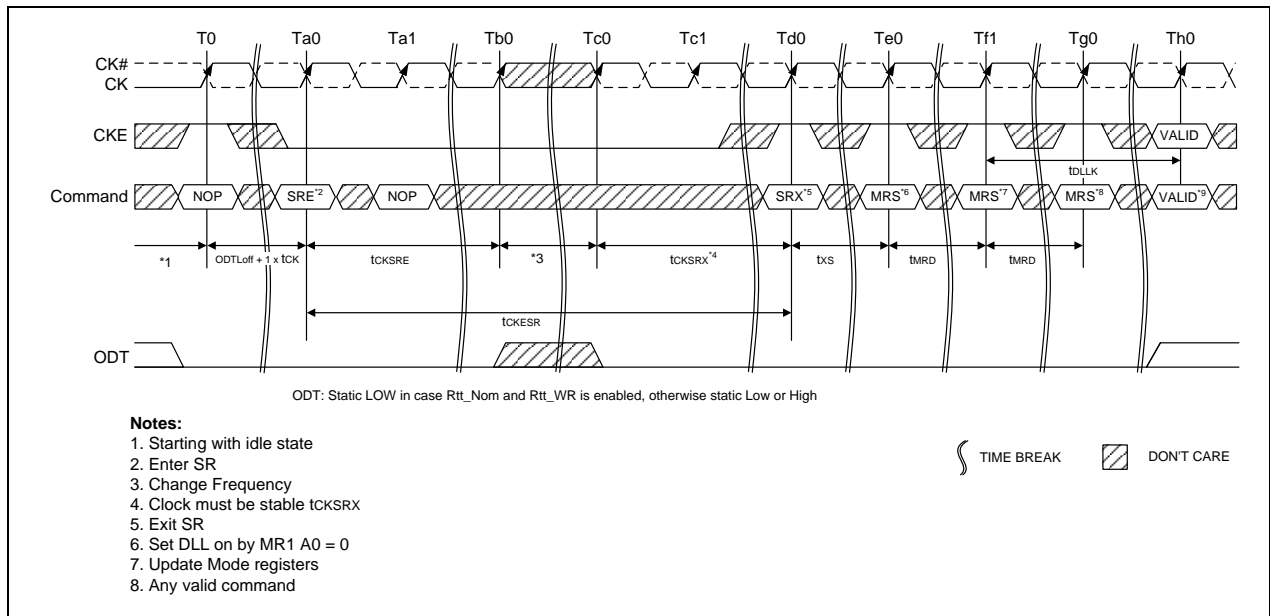 T0 Ta0 Ta1 Tb0 Tc0 Tc1 Td0 Te0 Tf1 Tg0 Th0
CK#
CK
CKE
VALID
tDLLK
Command
NOP SRE*2 NOP SRX*5 MRS*6 MRS*7 MRS*8 VALID*9
*1 ODTLoff + 1 x tCK tCKSRE *3 tCKSRX*4 tXS tMRD tMRD
tCKESR
ODT
ODT: Static LOW in case Rtt_Nom and Rtt_WR is enabled, otherwise static Low or High
Notes:
1. Starting with idle state
2. Enter SR
3. Change Frequency
4. Clock must be stable tCKSRX
5. Exit SR
6. Set DLL on by MR1 A0 = 0
7. Update Mode registers
8. Any valid command
TIME BREAK
DON'T CARE